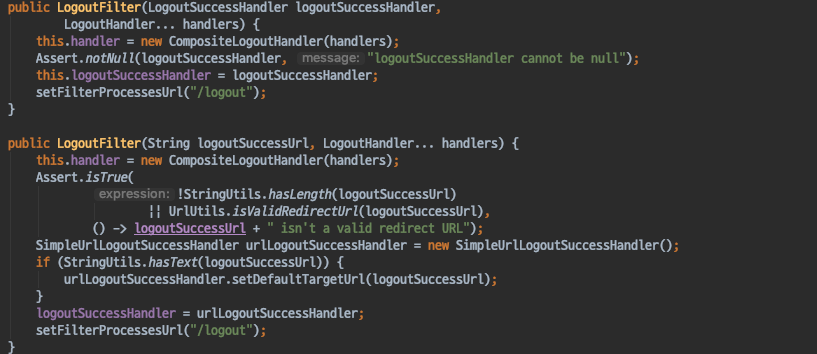 public LogoutFilter(LogoutSuccessHandler logoutSuccessHandler,
LogoutHandler... handlers) {
this.handler = new CompositeLogoutHandler(handlers);
Assert.notNull(logoutSuccessHandler, message: "logoutSuccessHandler cannot be null");
this.logoutSuccessHandler = logoutSuccessHandler;
setFilterProcessesUrl("/logout");
}
public LogoutFilter(String logoutSuccessUrl, LogoutHandler... handlers) {
this.handler = new CompositeLogoutHandler(handlers);
Assert.isTrue(
expression: !StringUtils.hasLength(logoutSuccessUrl)
|| UrlUtils.isValidRedirectUrl(logoutSuccessUrl),
() -> logoutSuccessUrl + " isn't a valid redirect URL");
SimpleUrlLogoutSuccessHandler urlLogoutSuccessHandler = new SimpleUrlLogoutSuccessHandler();
if (StringUtils.hasText(logoutSuccessUrl)) {
urlLogoutSuccessHandler.setDefaultTargetUrl(logoutSuccessUrl);
}
logoutSuccessHandler = urlLogoutSuccessHandler;
setFilterProcessesUrl("/logout");
}